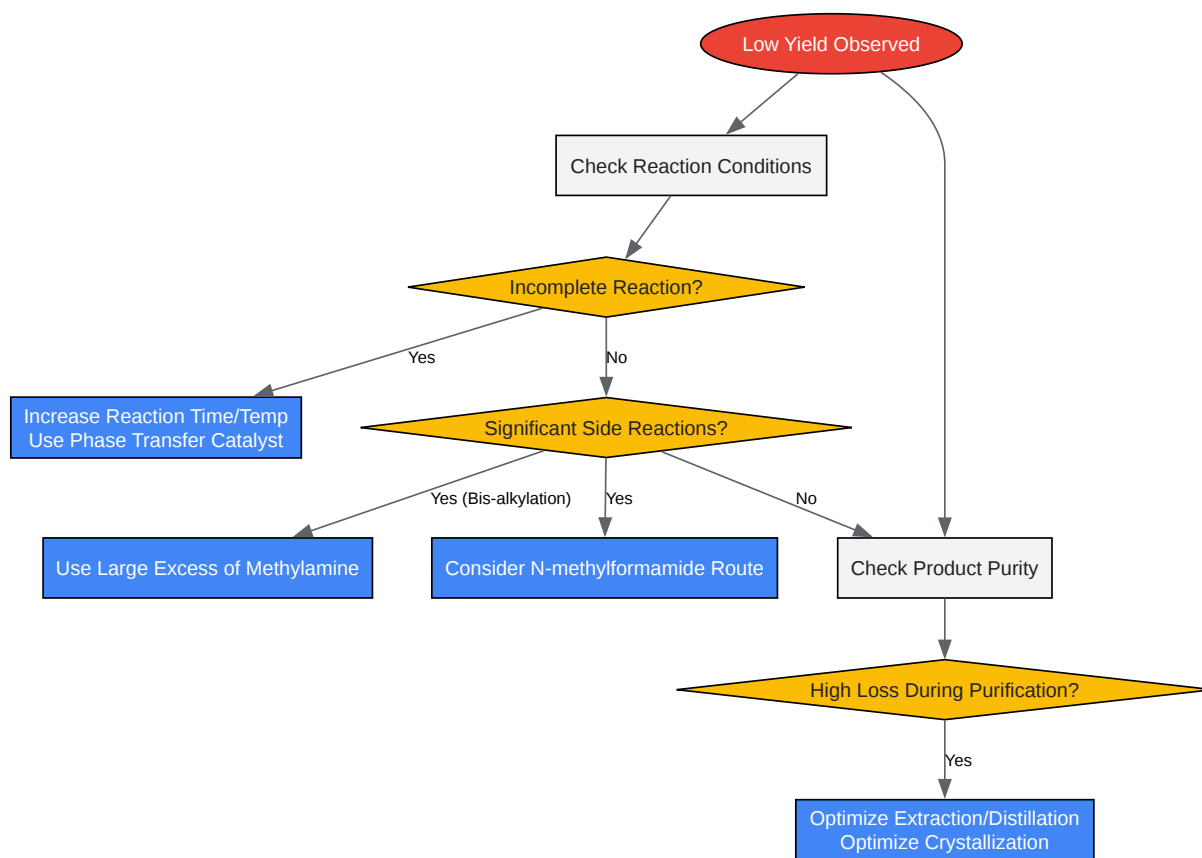 Low Yield Observed
Check Reaction Conditions
Incomplete Reaction?
Yes
No
Increase Reaction Time/Temp
Use Phase Transfer Catalyst
Significant Side Reactions?
Yes (Bis-alkylation)
Yes
No
Use Large Excess of Methylamine
Consider N-methylformamide Route
Check Product Purity
High Loss During Purification?
Yes
Optimize Extraction/Distillation
Optimize Crystallization